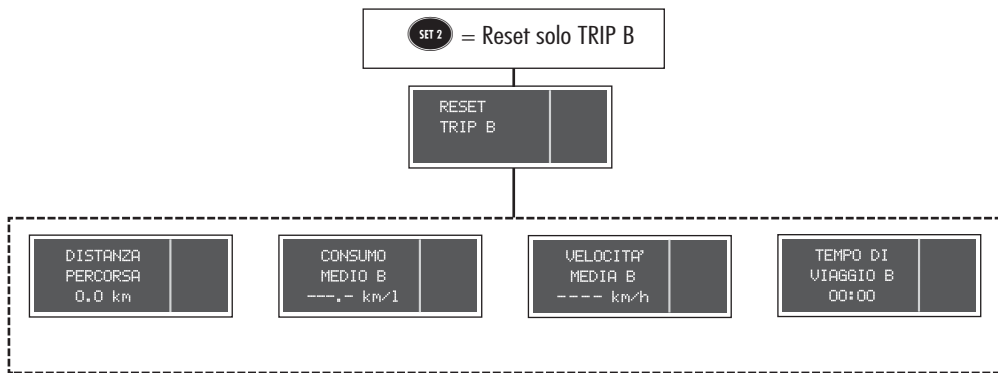 SET 2 = Reset solo TRIP B
RESET
TRIP B
DISTANZA
PERCORSA
0.0 km
CONSUMO
MEDIO B
---.- km/l
VELOCITA'
MEDIA B
---- km/h
TEMPO DI
VIAGGIO B
00:00